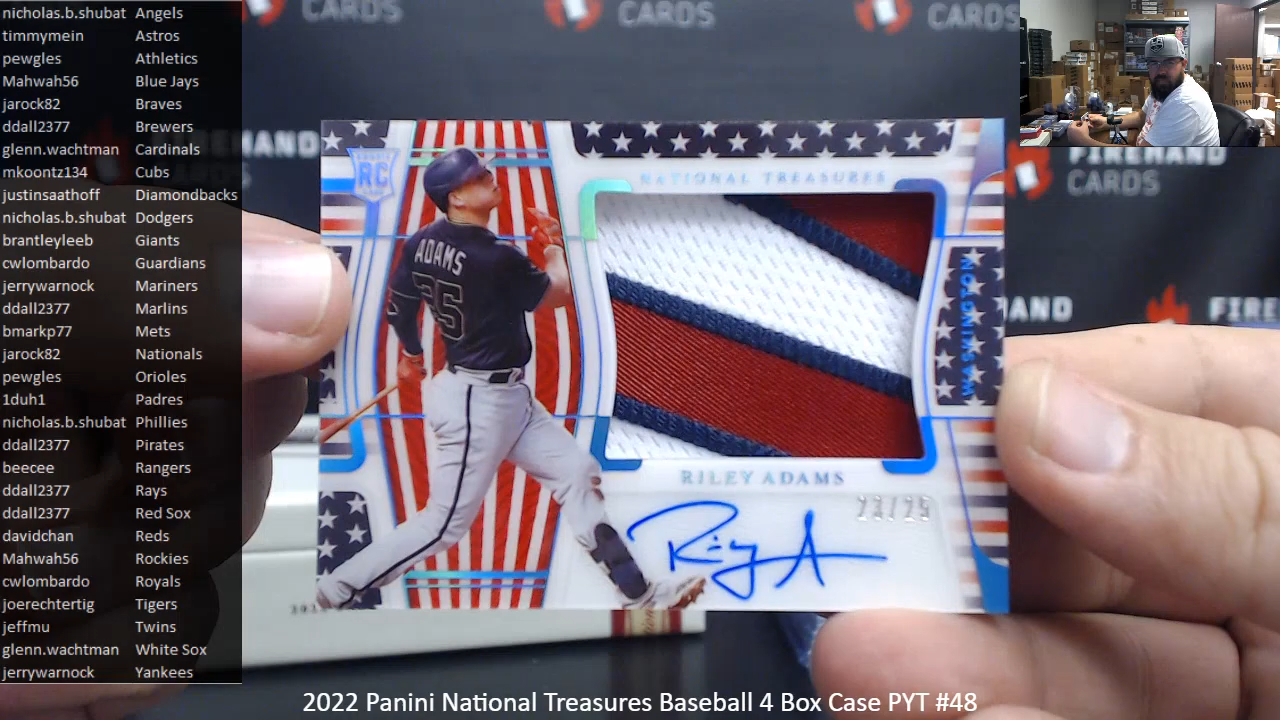 nicholas.b.shubat Angels
timmymein Astros
pewgles Athletics
Mahwah56 Blue Jays
jarock82 Braves
ddall2377 Brewers
glenn.wachtman Cardinals
mkoontz134 Cubs
justinsaathoff Diamondbacks
nicholas.b.shubat Dodgers
brantleyleeb Giants
cwlombardo Guardians
jerrywarnock Mariners
ddall2377 Marlins
bmarkp77 Mets
jarock82 Nationals
pewgles Orioles
1duh1 Padres
nicholas.b.shubat Phillies
ddall2377 Pirates
beecee Rangers
ddall2377 Rays
ddall2377 Red Sox
davidchan Reds
Mahwah56 Rockies
cwlombardo Royals
joerechtertig Tigers
jeffmu Twins
glenn.wachtman White Sox
jerrywarnock Yankees
CARDS
CARDS
CARDS
FIREHAND
CARDS
RC
NATIONAL TREASURES
ADAMS
WASHINGTON
RILEY ADAMS
23/25
2022 Panini National Treasures Baseball 4 Box Case PYT #48